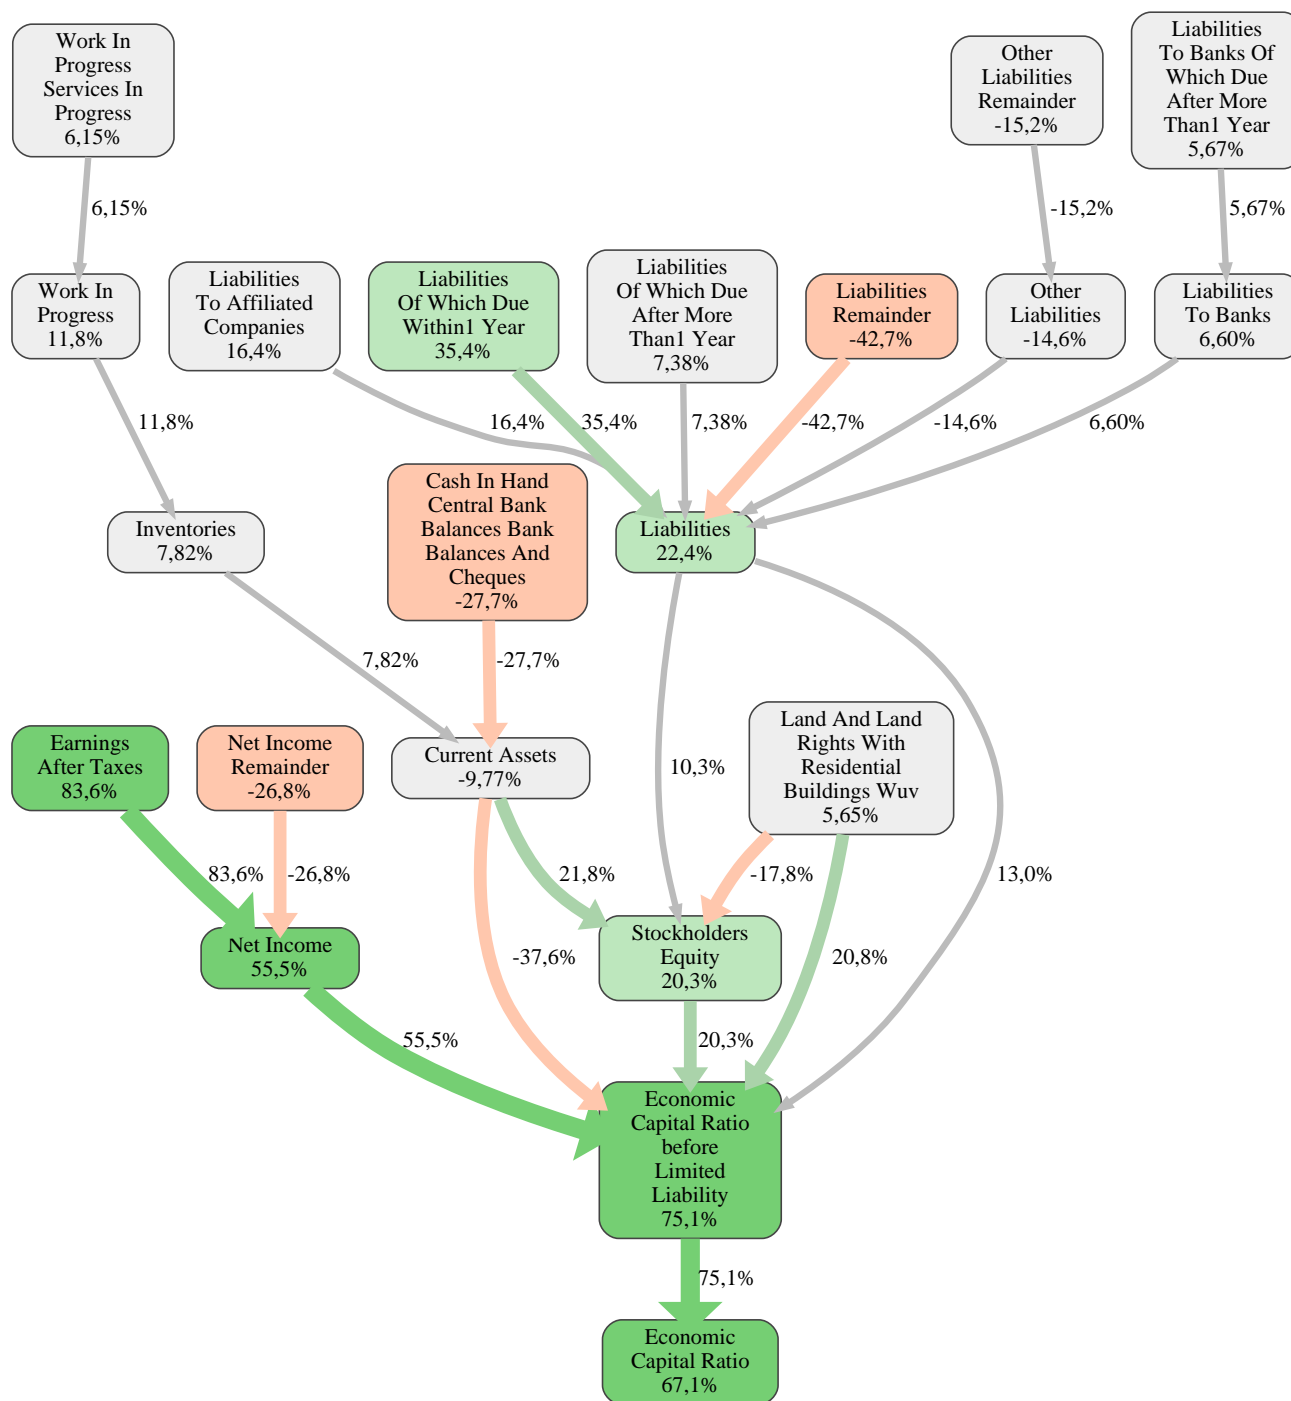 Work In
Progress
Services In
Progress
6,15%
Other
Liabilities
Remainder
-15,2%
Liabilities
To Banks Of
Which Due
After More
Than1 Year
5,67%
6,15%
-15,2%
5,67%
Work In
Progress
11,8%
Liabilities
To Affiliated
Companies
16,4%
Liabilities
Of Which Due
Within1 Year
35,4%
Liabilities
Of Which Due
After More
Than1 Year
7,38%
Liabilities
Remainder
-42,7%
Other
Liabilities
-14,6%
Liabilities
To Banks
6,60%
11,8%
16,4%
35,4%
7,38%
-42,7%
-14,6%
6,60%
Inventories
7,82%
Cash In Hand
Central Bank
Balances Bank
Balances And
Cheques
-27,7%
Liabilities
22,4%
7,82%
-27,7%
Earnings
After Taxes
83,6%
Net Income
Remainder
-26,8%
Current Assets
-9,77%
10,3%
Land And Land
Rights With
Residential
Buildings Wuv
5,65%
83,6%
-26,8%
21,8%
-17,8%
13,0%
Net Income
55,5%
-37,6%
Stockholders
Equity
20,3%
20,8%
55,5%
20,3%
Economic
Capital Ratio
before
Limited
Liability
75,1%
75,1%
Economic
Capital Ratio
67,1%